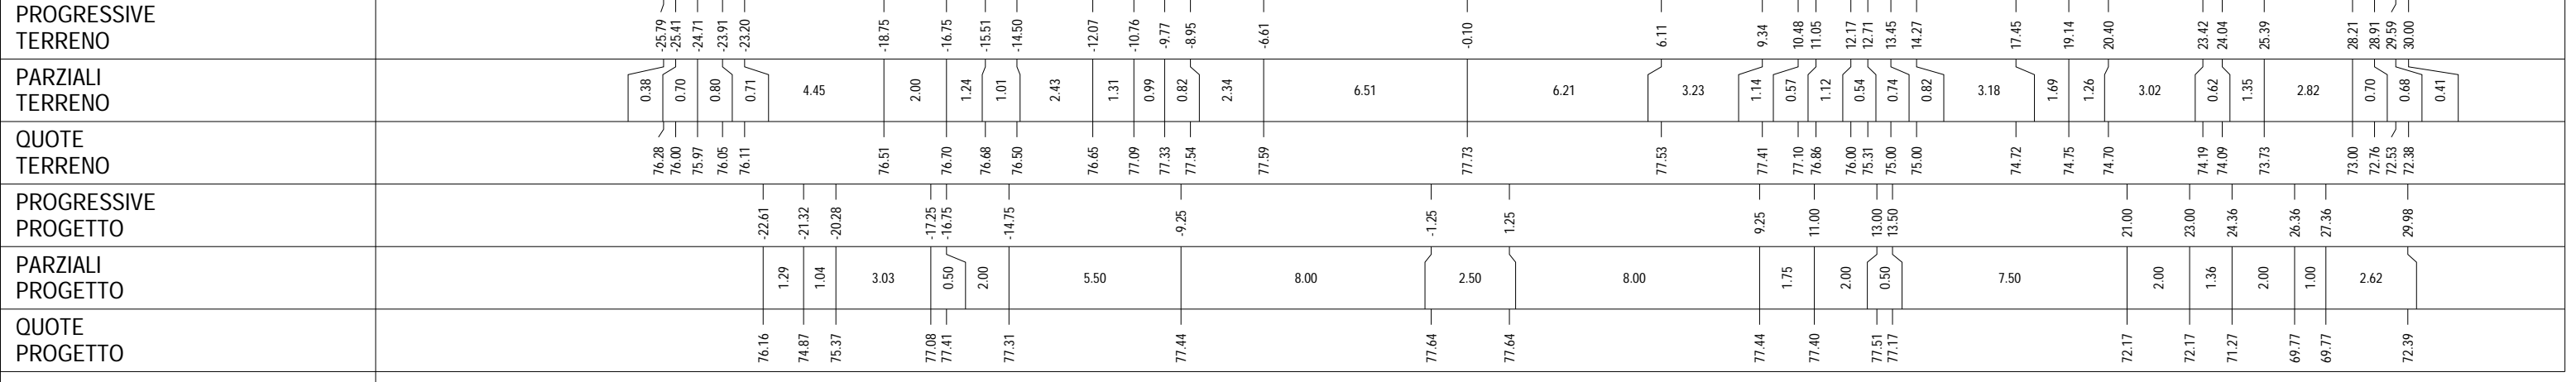 PROGRESSIVE
TERRENO
-25.79 -25.41 -24.71 -23.91 -23.20 -18.75 -16.75 -15.51 -14.50 -12.07 -10.76 -9.77 -8.95 -6.61 -0.10 6.11 9.34 10.48 11.05 12.17 12.71 13.45 14.27 17.45 19.14 20.40 23.42 24.04 25.39 28.21 28.91 29.59 30.00
PARZIALI
TERRENO
0.38 0.70 0.80 0.71 4.45 2.00 1.24 1.01 2.43 1.31 0.99 0.82 2.34 6.51 6.21 3.23 1.14 0.57 1.12 0.54 0.74 0.82 3.18 1.69 1.26 3.02 0.62 1.35 2.82 0.70 0.68 0.41
QUOTE
TERRENO
76.28 76.00 75.97 76.05 76.11 76.51 76.70 76.68 76.50 76.65 77.09 77.33 77.54 77.59 77.73 77.53 77.41 77.10 76.86 76.00 75.31 75.00 75.00 74.72 74.75 74.70 74.19 74.09 73.73 73.00 72.76 72.53 72.38
PROGRESSIVE
PROGETTO
-22.61 -21.32 -20.28 -17.25 -16.75 -14.75 -9.25 -1.25 1.25 9.25 11.00 13.00 13.50 21.00 23.00 24.36 26.36 27.36 29.98
PARZIALI
PROGETTO
1.29 1.04 3.03 0.50 2.00 5.50 8.00 2.50 8.00 1.75 2.00 0.50 7.50 2.00 1.36 2.00 1.00 2.62
QUOTE
PROGETTO
76.16 74.87 75.37 77.08 77.41 77.31 77.44 77.64 77.64 77.44 77.40 77.51 77.17 72.17 72.17 71.27 69.77 69.77 72.39